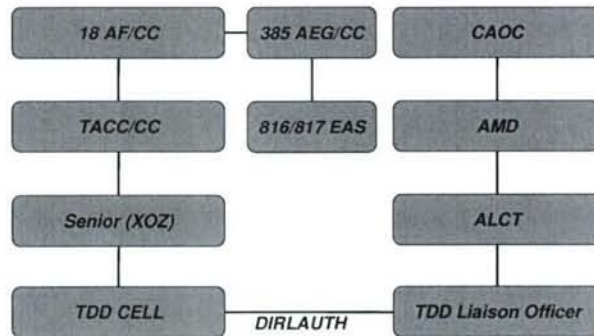 18 AF/CC
385 AEG/CC
CAOC
TACC/CC
816/817 EAS
AMD
Senior (XOZ)
ALCT
TDD CELL
DIRLAUTH
TDD Liaison Officer